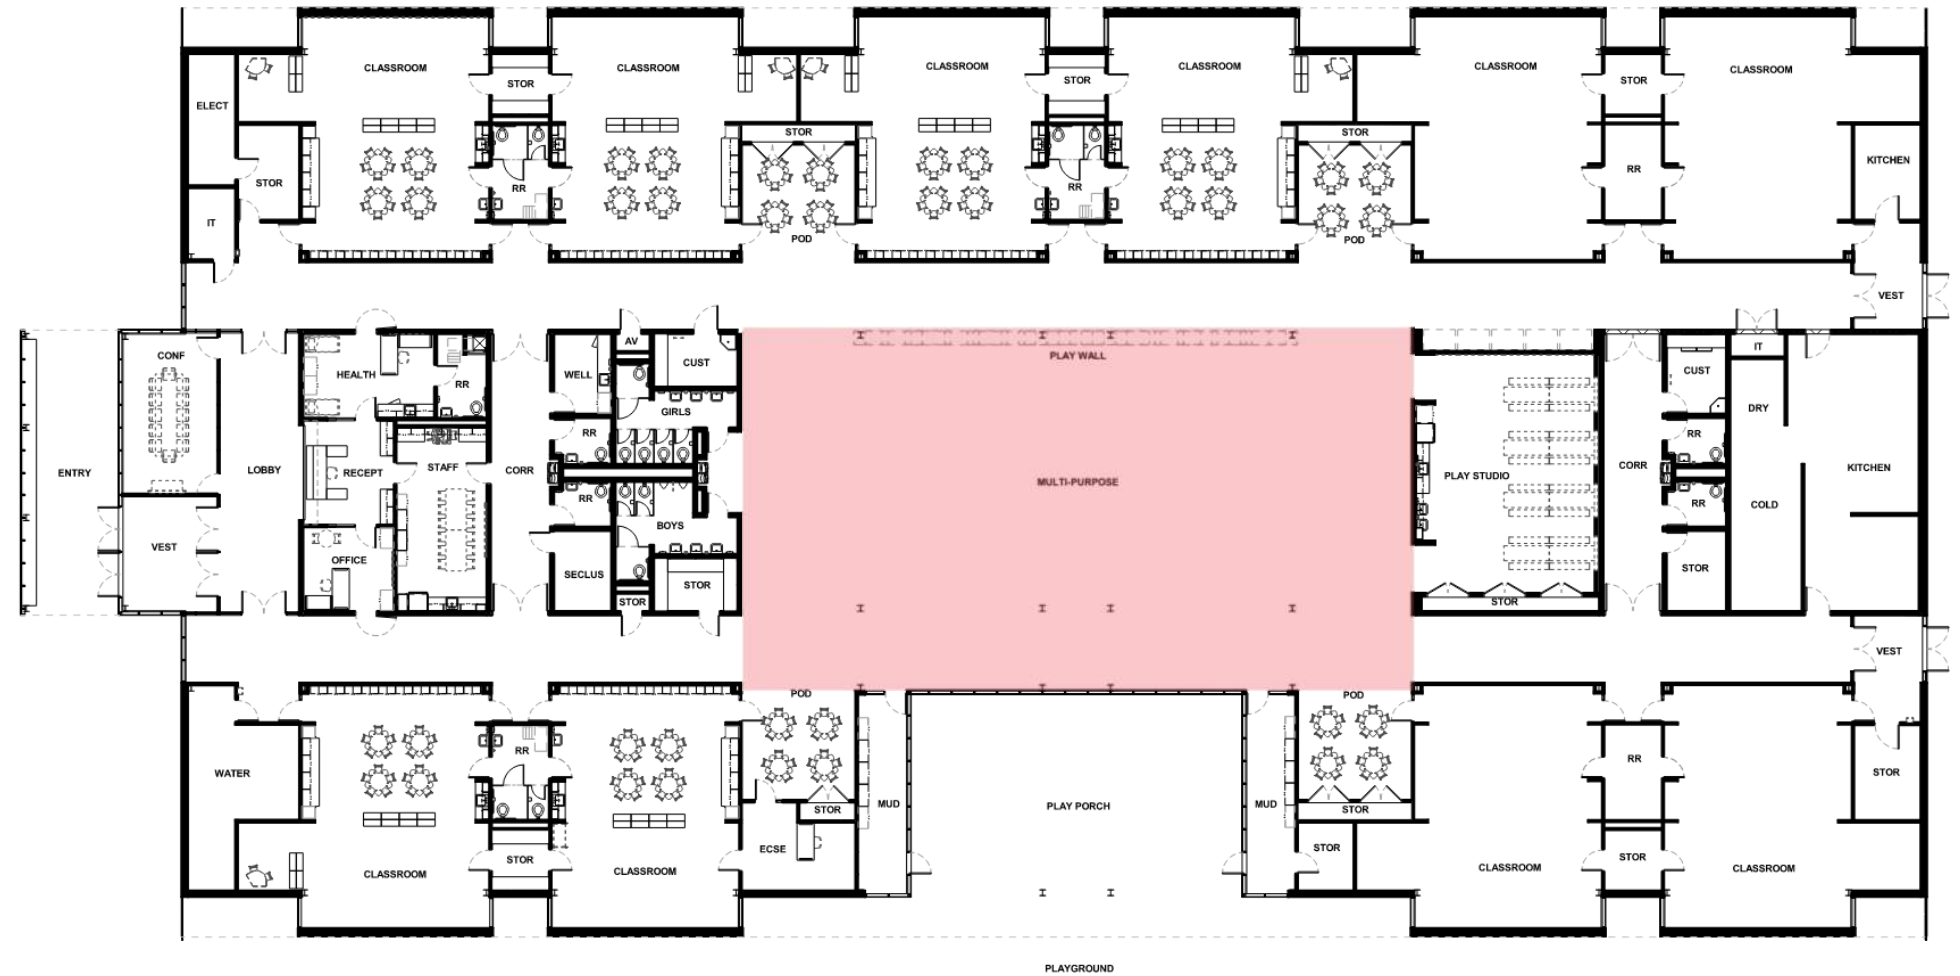 CLASSROOM
CLASSROOM
CLASSROOM
CLASSROOM
CLASSROOM
CLASSROOM
STOR
STOR
STOR
ELECT
STOR
STOR
KITCHEN
RR
RR
RR
STOR
IT
POD
POD
VEST
CONF
HEALTH
RR
WELL
AV
CUST
PLAY WALL
IT
CUST
GIRLS
DRY
RR
RR
ENTRY
LOBBY
RECEPT
STAFF
CORR
MULTI-PURPOSE
PLAY STUDIO
CORR
KITCHEN
RR
RR
COLD
BOYS
VEST
OFFICE
SECLUS
STOR
STOR
STOR
STOR
VEST
POD
POD
RR
RR
WATER
STOR
STOR
STOR
MUD
PLAY PORCH
MUD
ECSE
STOR
STOR
STOR
CLASSROOM
CLASSROOM
CLASSROOM
CLASSROOM
PLAYGROUND